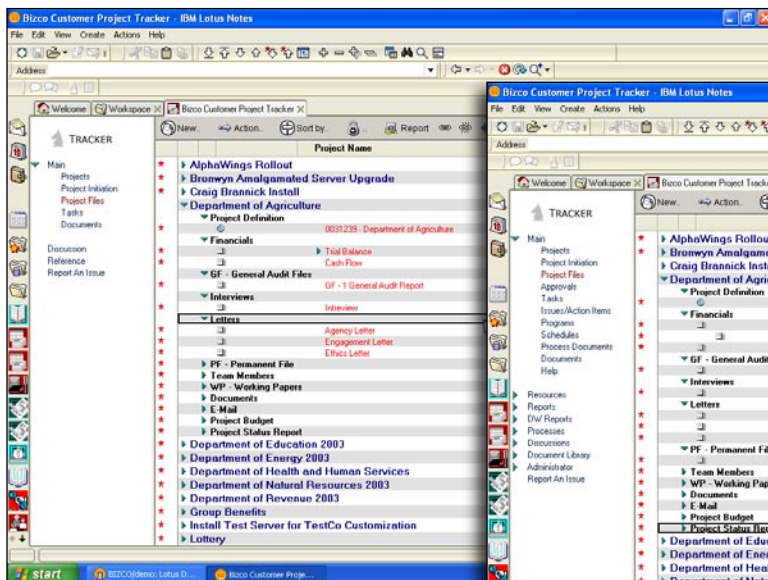 Bizco Customer Project Tracker - IBM Lotus Notes
File Edit View Create Actions Help
Address
Welcome Workspace Bizco Customer Project Tracker
TRACKER
Main
Projects
Project Initiation
Project Files
Tasks
Documents
Discussion
Reference
Report An Issue
New.. Action.. Sort by.. Report
Project Name
AlphaWings Rollout
Bronwyn Amalgamated Server Upgrade
Craig Brannick Install
Department of Agriculture
Project Definition
0031239 - Department of Agriculture
Financials
Trial Balance
Cash Flow
GF - General Audit Files
GF - 1 General Audit Report
Interviews
Interview
Letters
Agency Letter
Engagement Letter
Ethics Letter
PF - Permanent File
Team Members
WP - Working Papers
Documents
E-Mail
Project Budget
Project Status Report
Department of Education 2003
Department of Energy 2003
Department of Health and Human Services
Department of Natural Resources 2003
Department of Revenue 2003
Group Benefits
Install Test Server for TestCo Customization
Lottery
start BIZCO/demo: Lotus D... Bizco Customer Proje...
Bizco Customer Project Tracker - IBM Lotus Notes
File Edit View Create Actions Help
Address
Welcome Workspace Bizco Customer Project Track
TRACKER
Main
Projects
Project Initiation
Project Files
Approvals
Tasks
Issues/Action Items
Programs
Schedules
Process Documents
Documents
Help
Resources
Reports
DW Reports
Processes
Discussions
Document Library
Administrator
Report An Issue
New.. Action..
AlphaWings Rollou
Bronwyn Amalgama
Craig Brannick Insta
Department of Agri
Project Definition
Financials
GF - General Audit
Interviews
Letters
PF - Permanent Fil
Team Members
WP - Working Pap
Documents
E-Mail
Project Budget
Project Status Rep
Department of Educ
Department of Ener
Department of Heal